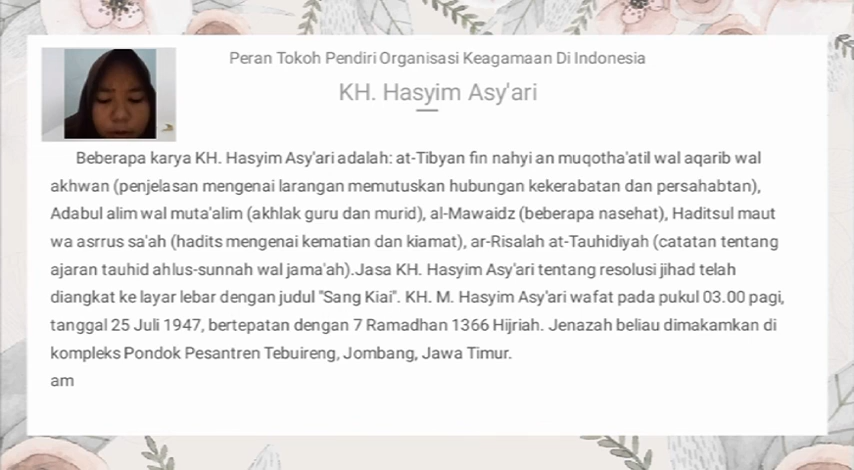 Peran Tokoh Pendiri Organisasi Keagamaan Di Indonesia
KH. Hasyim Asy'ari
Beberapa karya KH. Hasyim Asy'ari adalah: at-Tibyan fin nahyi an muqotha'atil wal aqarib wal
akhwan (penjelasan mengenai larangan memutuskan hubungan kekerabatan dan persahabtan),
Adabul alim wal muta'alim (akhlak guru dan murid), al-Mawaidz (beberapa nasehat), Haditsul maut
wa asrrus sa'ah (hadits mengenai kematian dan kiamat), ar-Risalah at-Tauhidiyah (catatan tentang
ajaran tauhid ahlus-sunnah wal jama'ah).Jasa KH. Hasyim Asy'ari tentang resolusi jihad telah
diangkat ke layar lebar dengan judul "Sang Kiai". KH. M. Hasyim Asy'ari wafat pada pukul 03.00 pagi,
tanggal 25 Juli 1947, bertepatan dengan 7 Ramadhan 1366 Hijriah. Jenazah beliau dimakamkan di
kompleks Pondok Pesantren Tebuireng, Jombang, Jawa Timur.
am